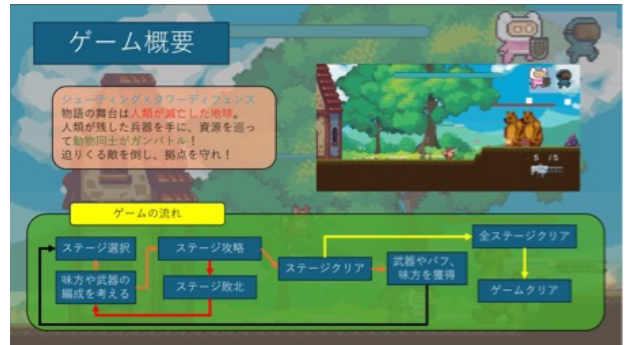 ゲーム概要
シューティング×タワーディフェンス
物語の舞台は人類が滅亡した地球。
人類が残した兵器を手に、資源を巡っ
て動物同士がガンバトル！
迫りくる敵を倒し、拠点を守れ！
5 /5
ゲームの流れ
ステージ選択
味方や武器の
編成を考える
ステージ攻略
ステージ敗北
ステージクリア
武器やバフ、
味方を獲得
全ステージクリア
ゲームクリア